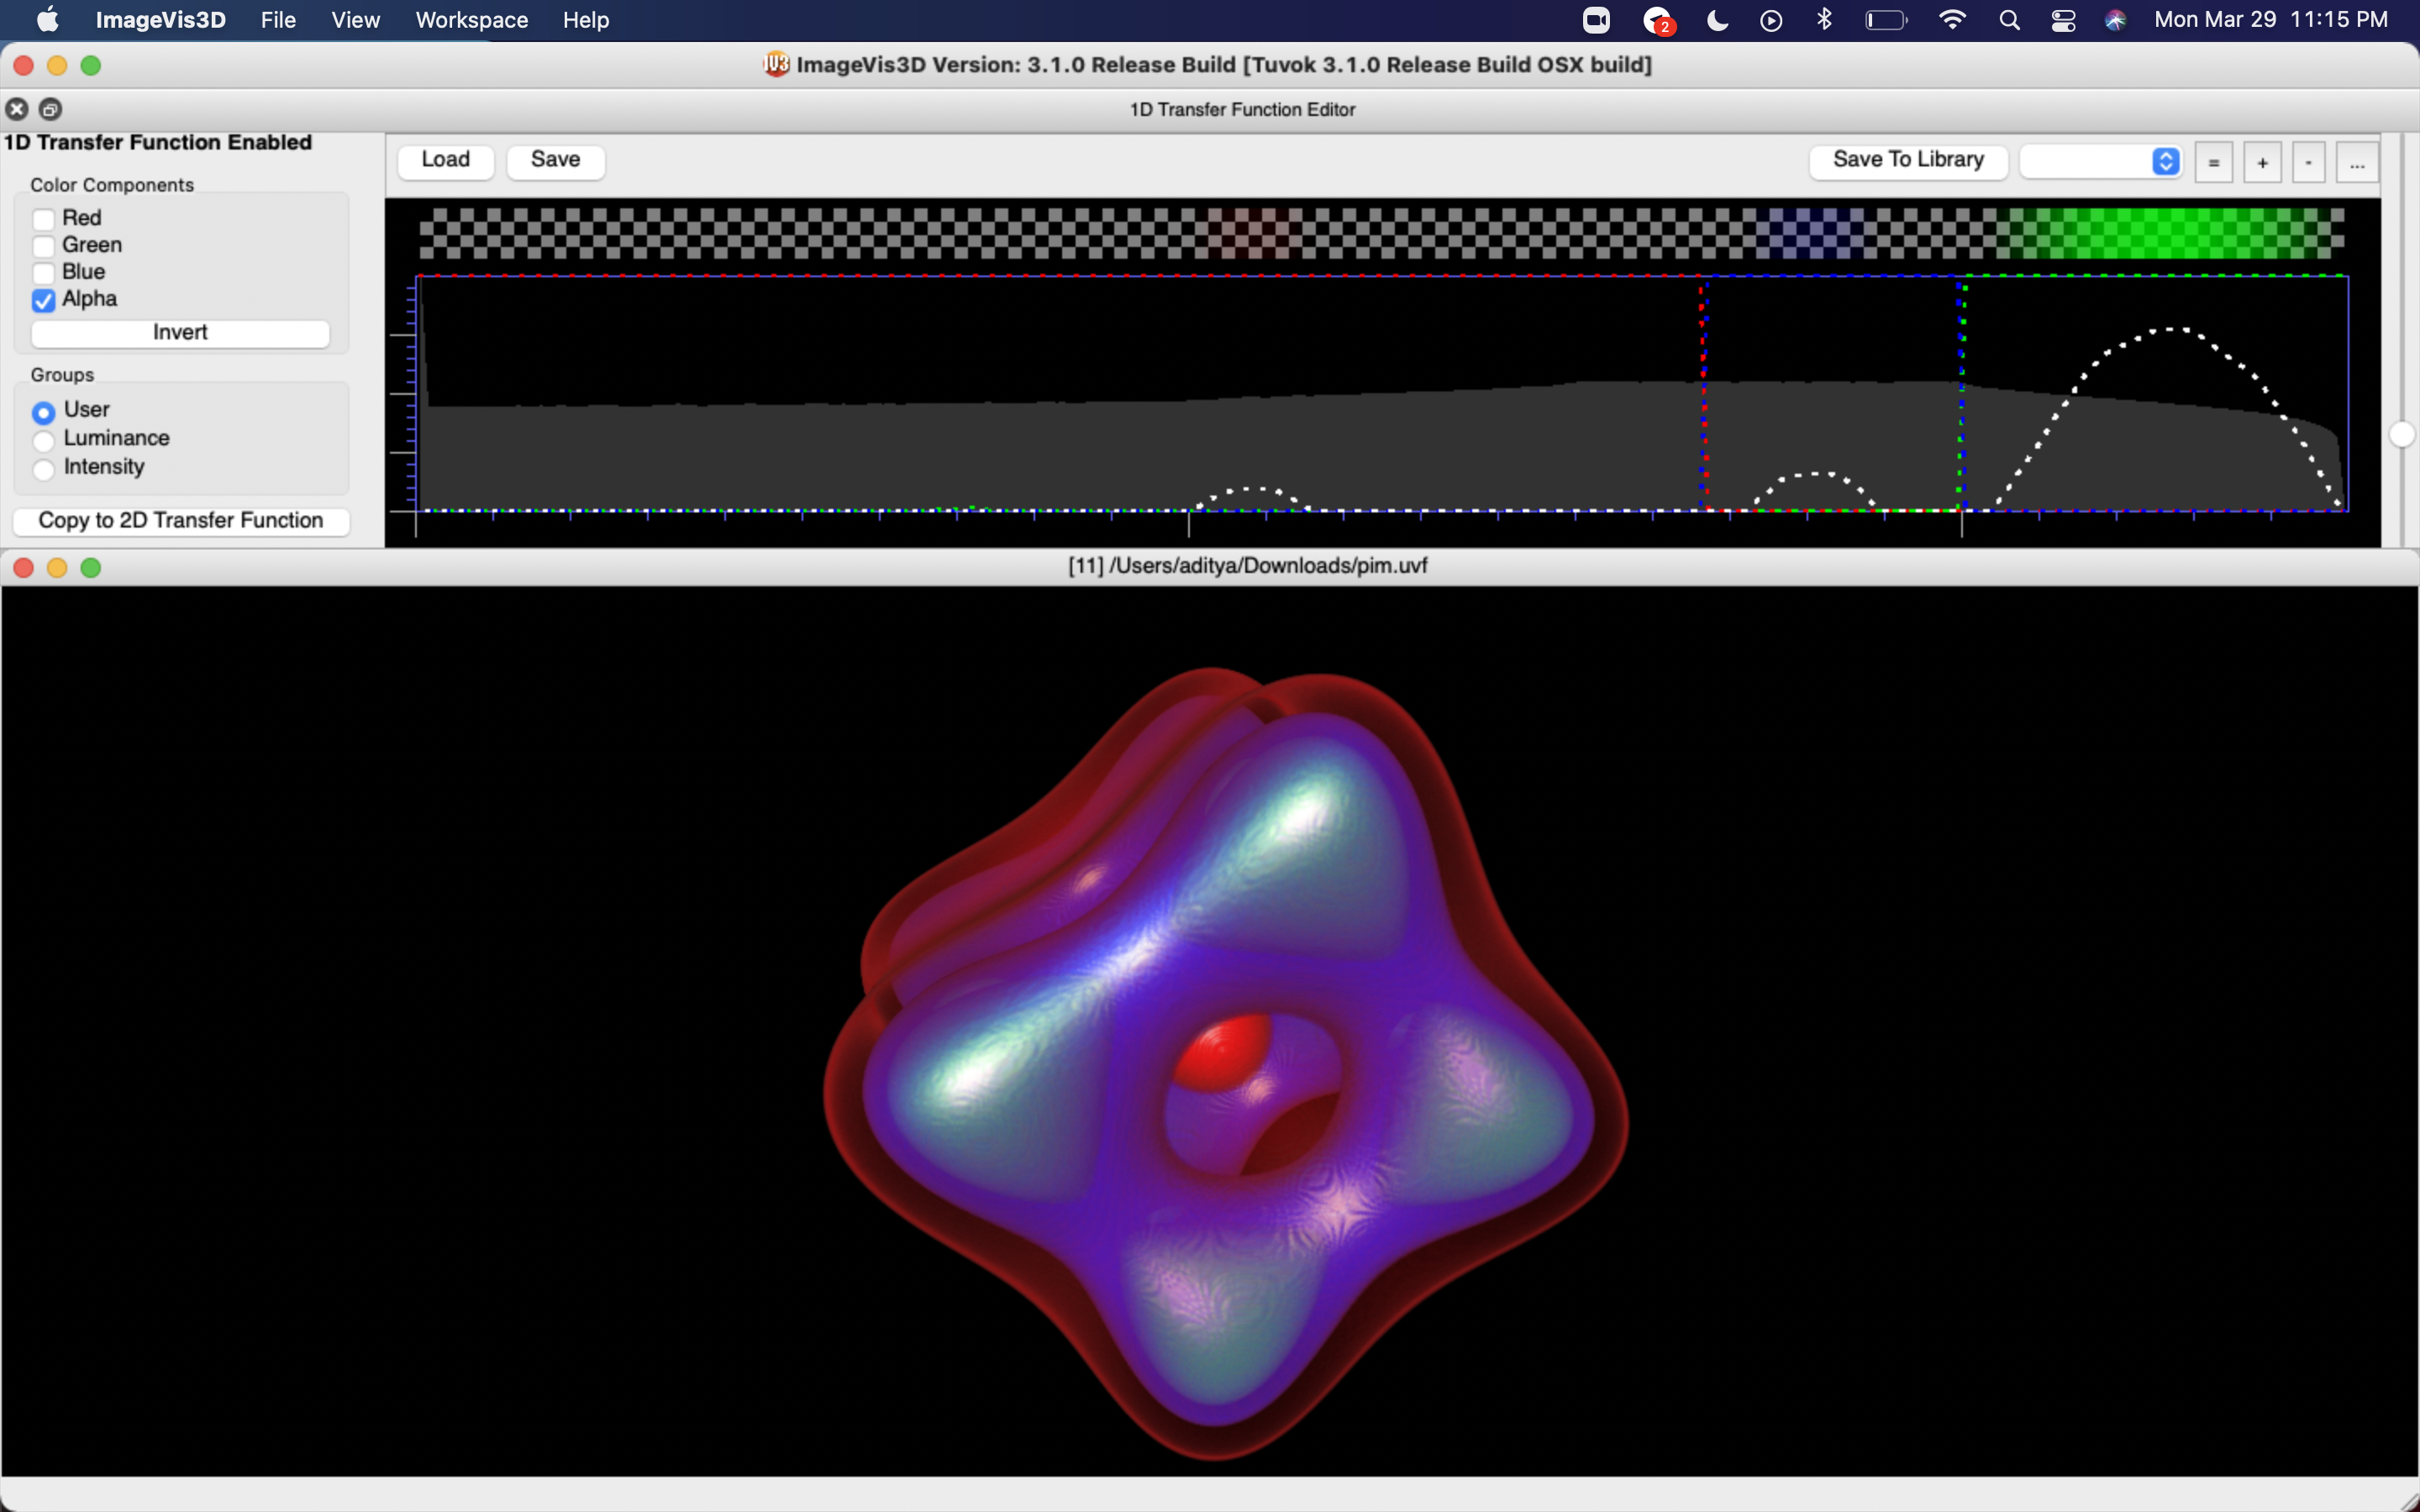 ImageVis3D File View Workspace Help 2 Mon Mar 29 11:15 PM
IV3 ImageVis3D Version: 3.1.0 Release Build [Tuvok 3.1.0 Release Build OSX build]
1D Transfer Function Editor
1D Transfer Function Enabled
Load Save Save To Library = + - ...
Color Components
Red
Green
Blue
Alpha
Invert
Groups
User
Luminance
Intensity
Copy to 2D Transfer Function
[11] /Users/aditya/Downloads/pim.uvf